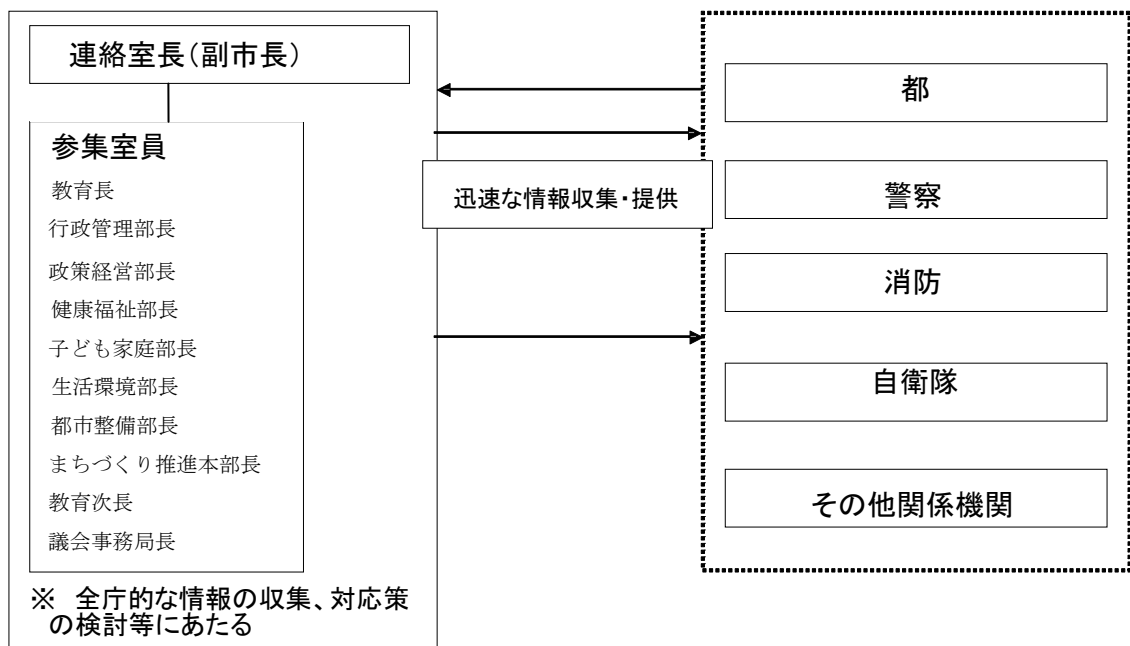 連絡室長(副市長)
参集室員
教育長
行政管理部長
政策経営部長
健康福祉部長
子ども家庭部長
生活環境部長
都市整備部長
まちづくり推進本部長
教育次長
議会事務局長
※ 全庁的な情報の収集、対応策
の検討等にあたる
迅速な情報収集・提供
都
警察
消防
自衛隊
その他関係機関